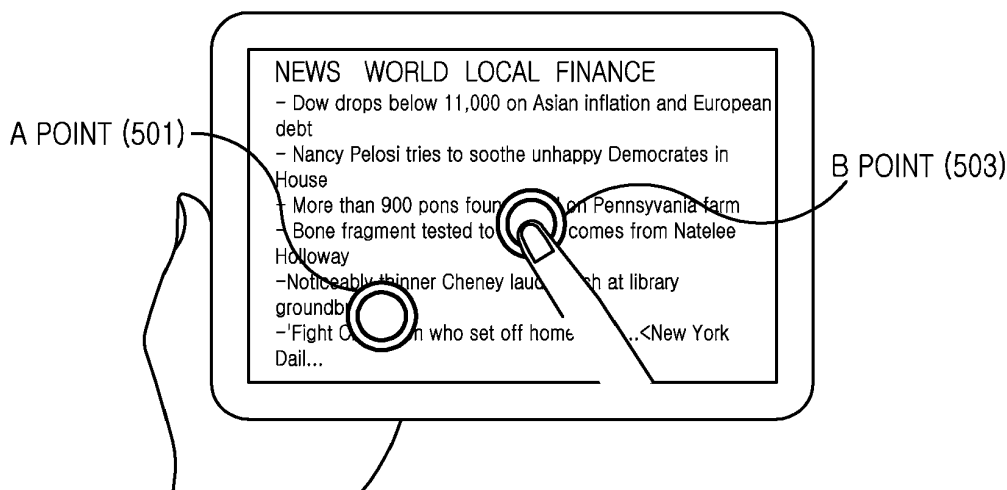 NEWS WORLD LOCAL FINANCE
- Dow drops below 11,000 on Asian inflation and European
debt
A POINT (501)
- Nancy Pelosi tries to soothe unhappy Democrates in
House
B POINT (503)
- More than 900 pons foun on Pennsyvania farm
- Bone fragment tested to comes from Natelee
Holloway
-Noticeably thinner Cheney laud ch at library
groundb
-'Fight C n who set off home ..<New York
Dail...